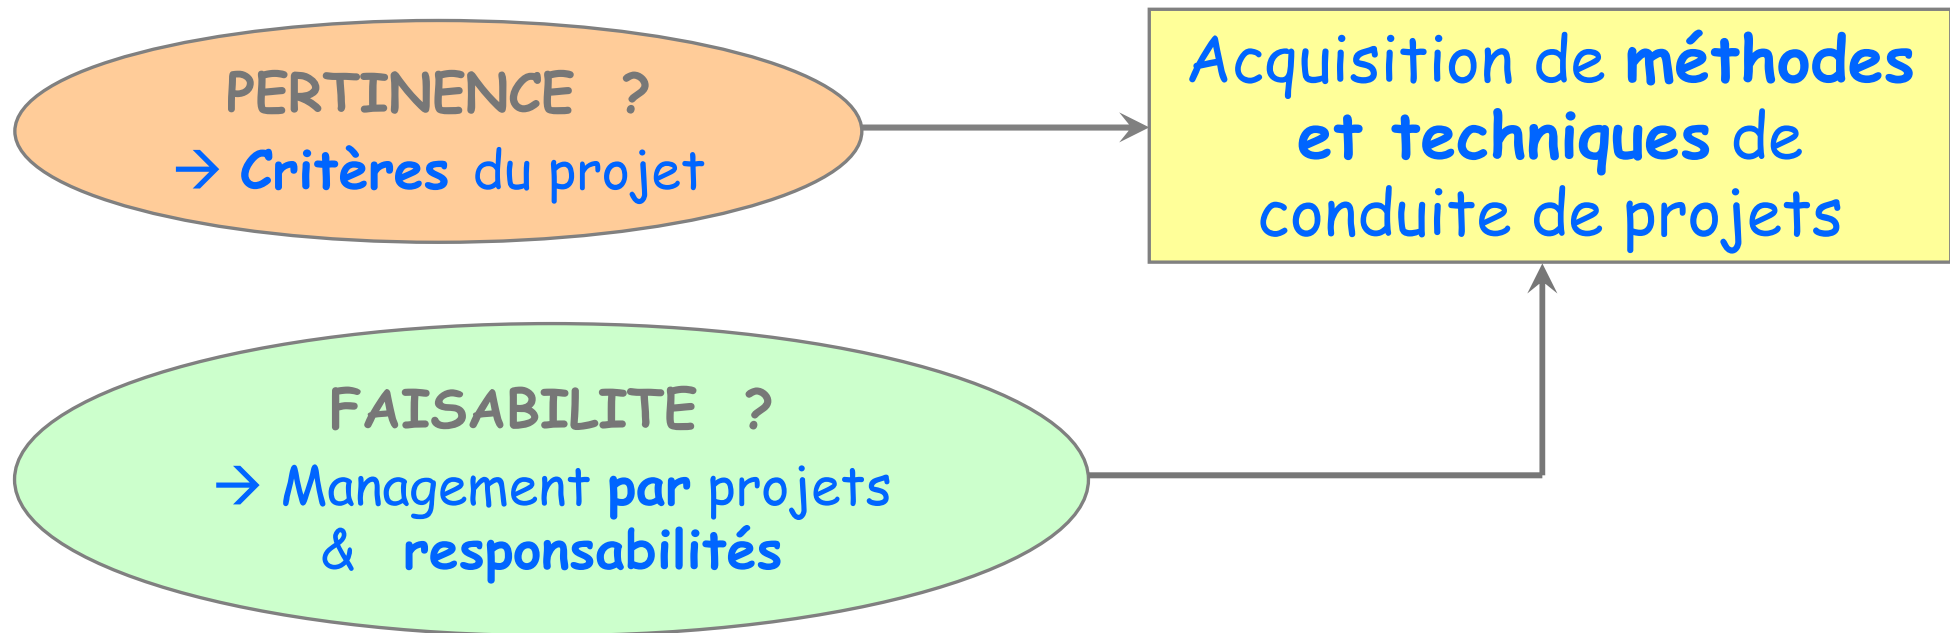 PERTINENCE ?
→ Critères du projet
Acquisition de méthodes
et techniques de
conduite de projets
FAISABILITE ?
→ Management par projets
& responsabilités